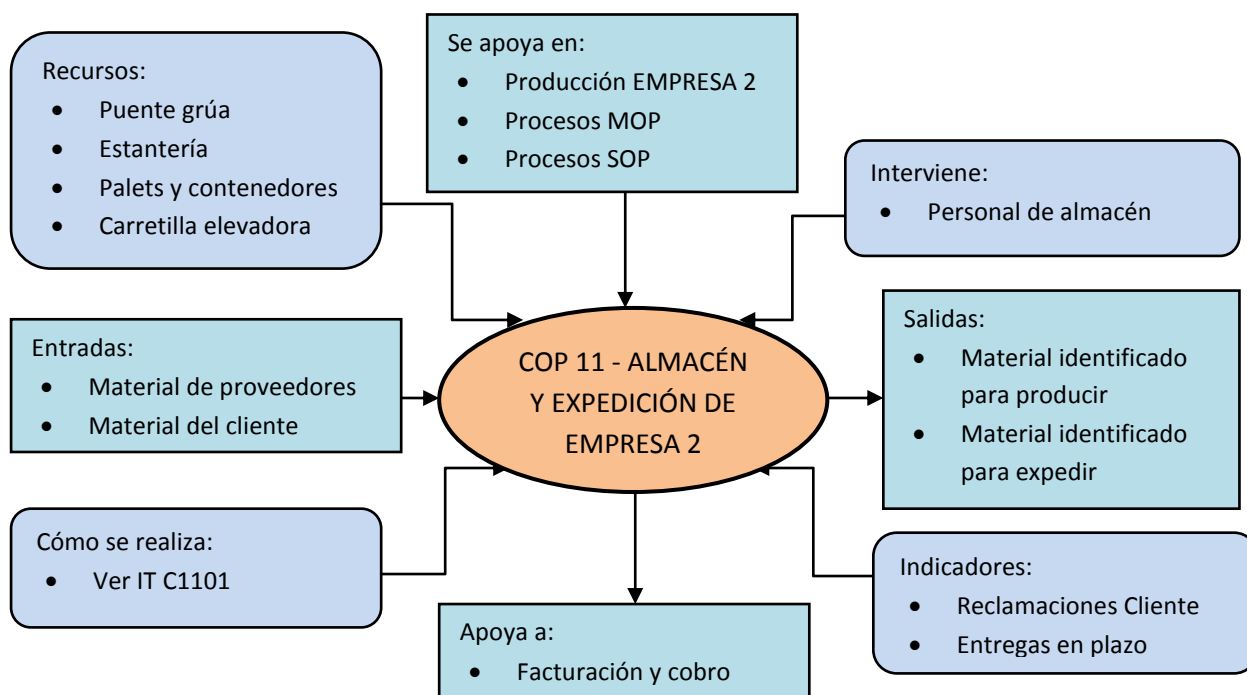 Recursos:
• Puente grúa
• Estantería
• Palets y contenedores
• Carretilla elevadora
Se apoya en:
• Producción EMPRESA 2
• Procesos MOP
• Procesos SOP
Interviene:
• Personal de almacén
Entradas:
• Material de proveedores
• Material del cliente
COP 11 - ALMACÉN
Y EXPEDICIÓN DE
EMPRESA 2
Salidas:
• Material identificado
para producir
• Material identificado
para expedir
Cómo se realiza:
• Ver IT C1101
Apoya a:
• Facturación y cobro
Indicadores:
• Reclamaciones Cliente
• Entregas en plazo